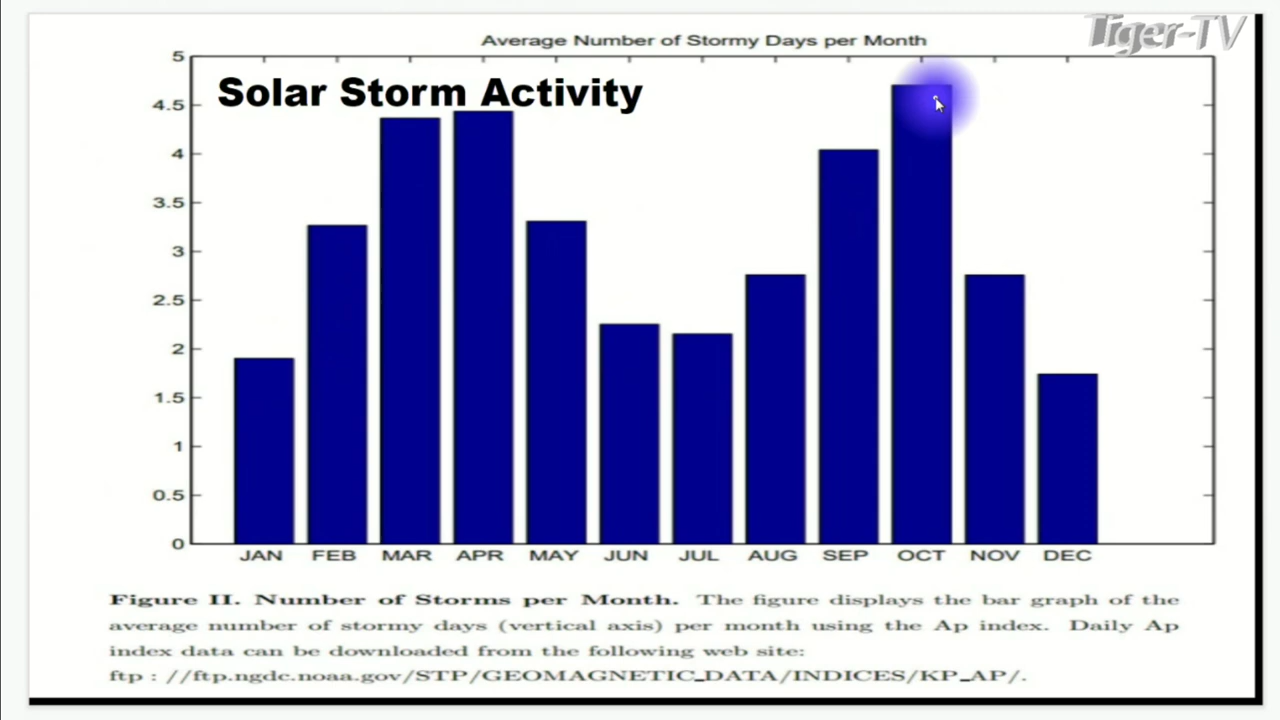 Tiger-TV
Average Number of Stormy Days per Month
Solar Storm Activity
5
4.5
4
3.5
3
2.5
2
1.5
1
0.5
0
JAN FEB MAR APR MAY JUN JUL AUG SEP OCT NOV DEC
Figure II. Number of Storms per Month. The figure displays the bar graph of the
average number of stormy days (vertical axis) per month using the Ap index. Daily Ap
index data can be downloaded from the following web site:
ftp : //ftp.ngdc.noaa.gov/STP/GEOMAGNETIC_DATA/INDICES/KP_AP/.